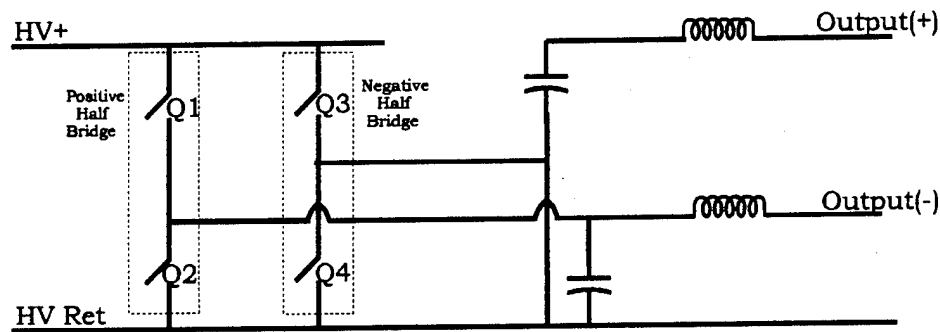 HV+
Output(+)
Positive
Half
Bridge
Q1
Q3
Negative
Half
Bridge
Output(-)
Q2
Q4
HV Ret